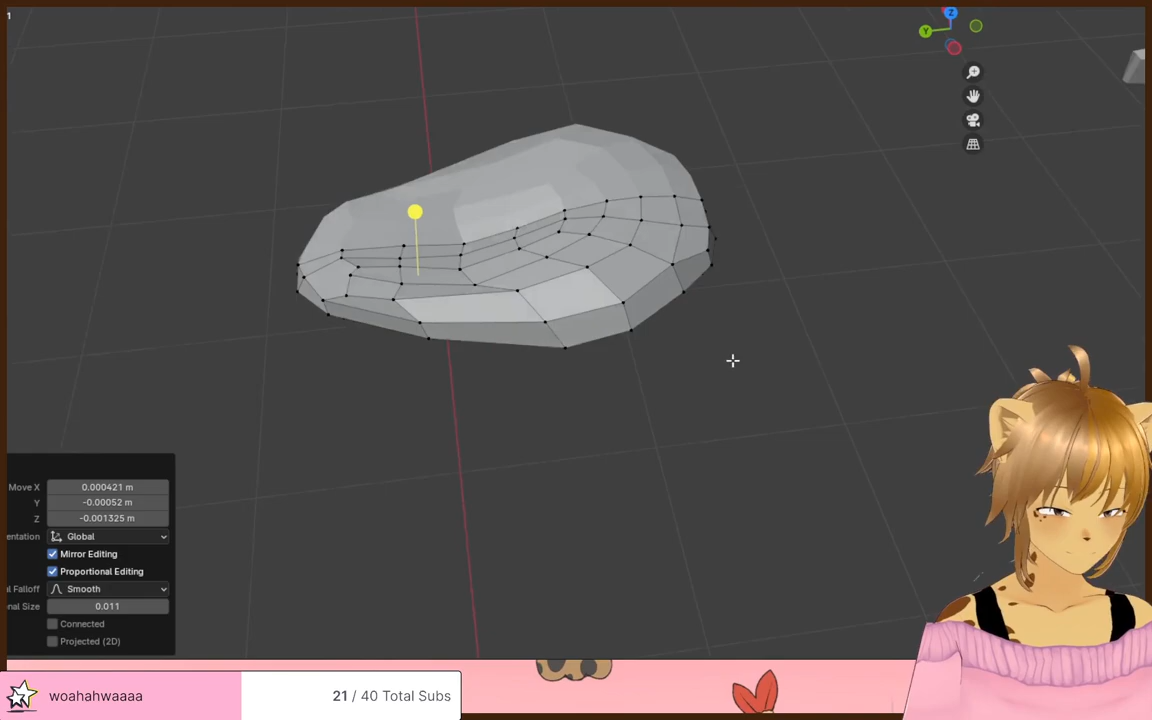 1
Z
Y
Move X 0.000421 m
Y -0.00052 m
Z -0.001325 m
entation Global
Mirror Editing
Proportional Editing
al Falloff Smooth
nal Size 0.011
Connected
Projected (2D)
woahahwaaaa
21 / 40 Total Subs